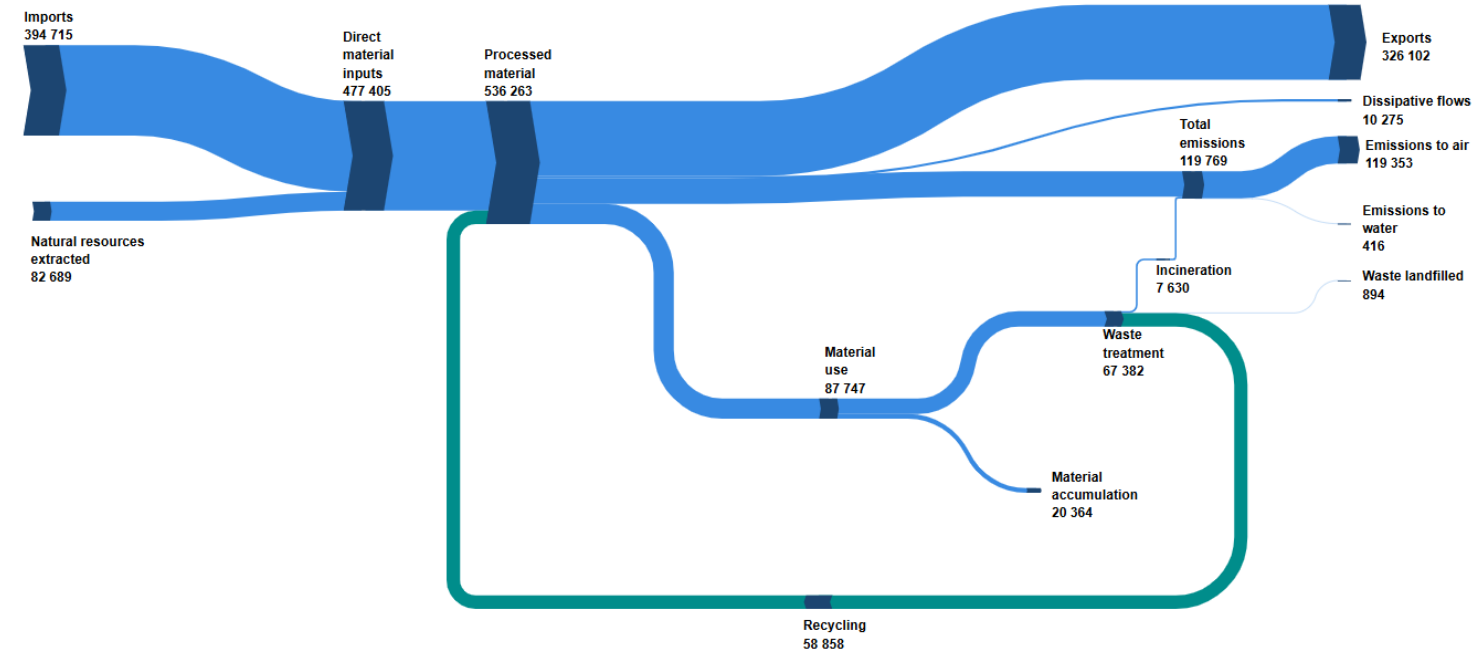 Imports
394 715
Direct
material
inputs
477 405
Processed
material
536 263
Exports
326 102
Dissipative flows
10 275
Total
emissions
119 769
Emissions to air
119 353
Natural resources
extracted
82 689
Emissions to
water
416
Incineration
7 630
Waste landfilled
894
Waste
treatment
67 382
Material
use
87 747
Material
accumulation
20 364
Recycling
58 858